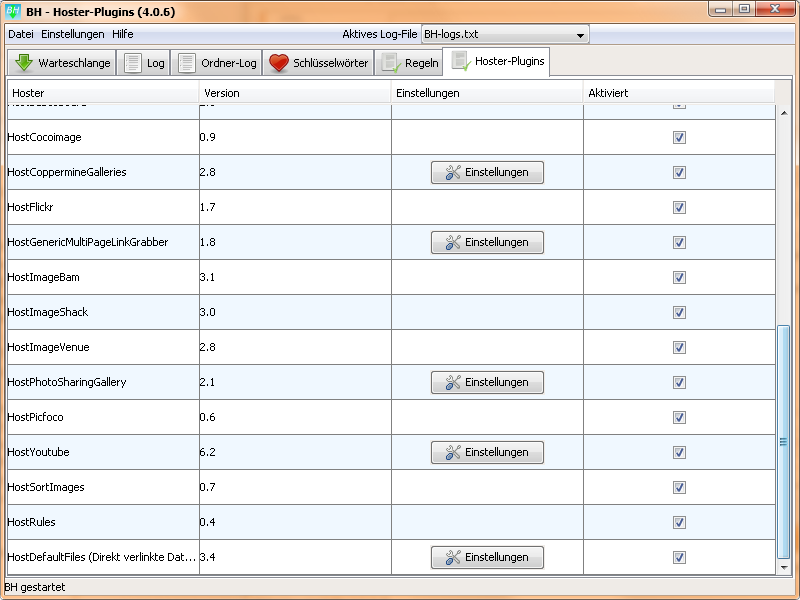 BH BH - Hoster-Plugins (4.0.6)
Datei Einstellungen Hilfe Aktives Log-File BH-logs.txt
Warteschlange Log Ordner-Log Schlüsselwörter Regeln Hoster-Plugins
Hoster Version Einstellungen Aktiviert
HostCocoimage 0.9
HostCoppermineGalleries 2.8 Einstellungen
HostFlickr 1.7
HostGenericMultiPageLinkGrabber 1.8 Einstellungen
HostImageBam 3.1
HostImageShack 3.0
HostImageVenue 2.8
HostPhotoSharingGallery 2.1 Einstellungen
HostPicfoco 0.6
HostYoutube 6.2 Einstellungen
HostSortImages 0.7
HostRules 0.4
HostDefaultFiles (Direkt verlinkte Dat... 3.4 Einstellungen
BH gestartet